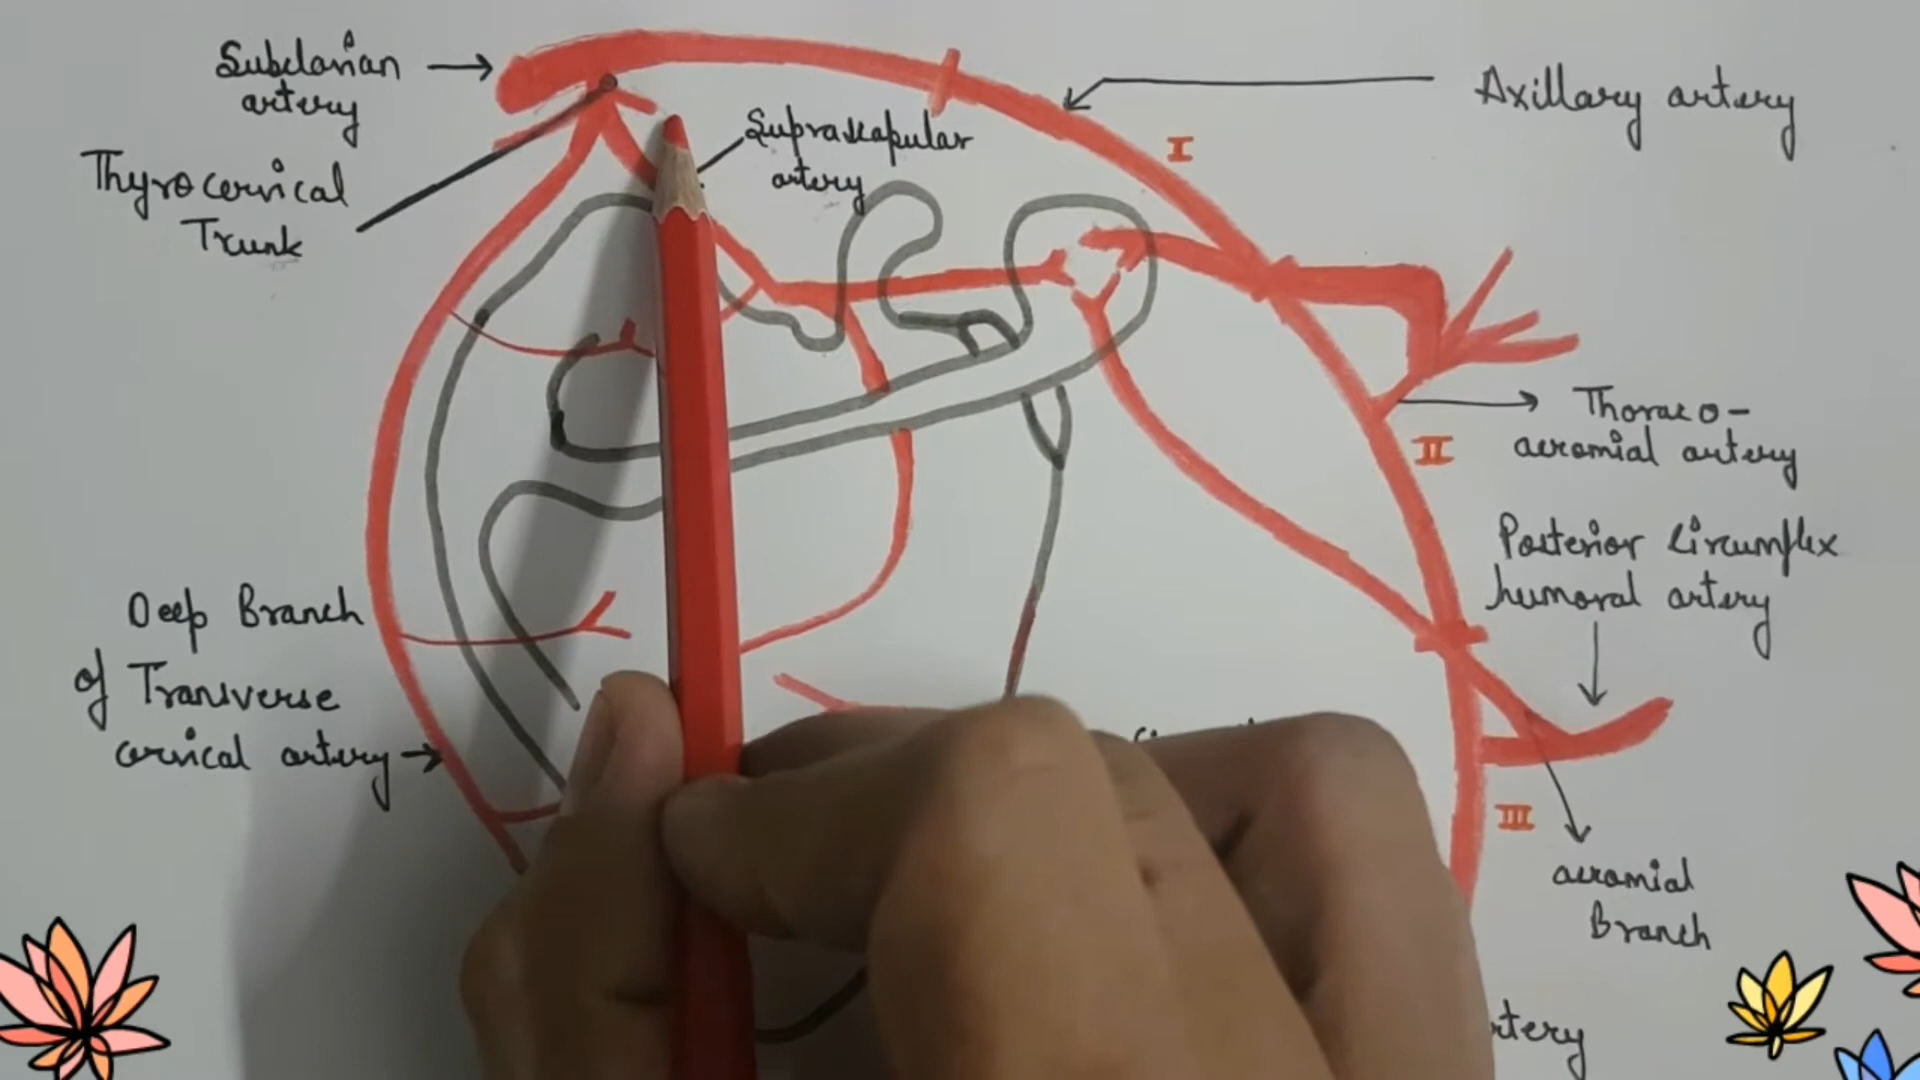 Subclavian
artery
Thyrocervical
Trunk
Suprascapular
artery
Axillary artery
I
Thoraco-
acromial artery
II
Posterior Circumflex
humoral artery
Deep Branch
of Transverse
cervical artery
III
acromial
Branch